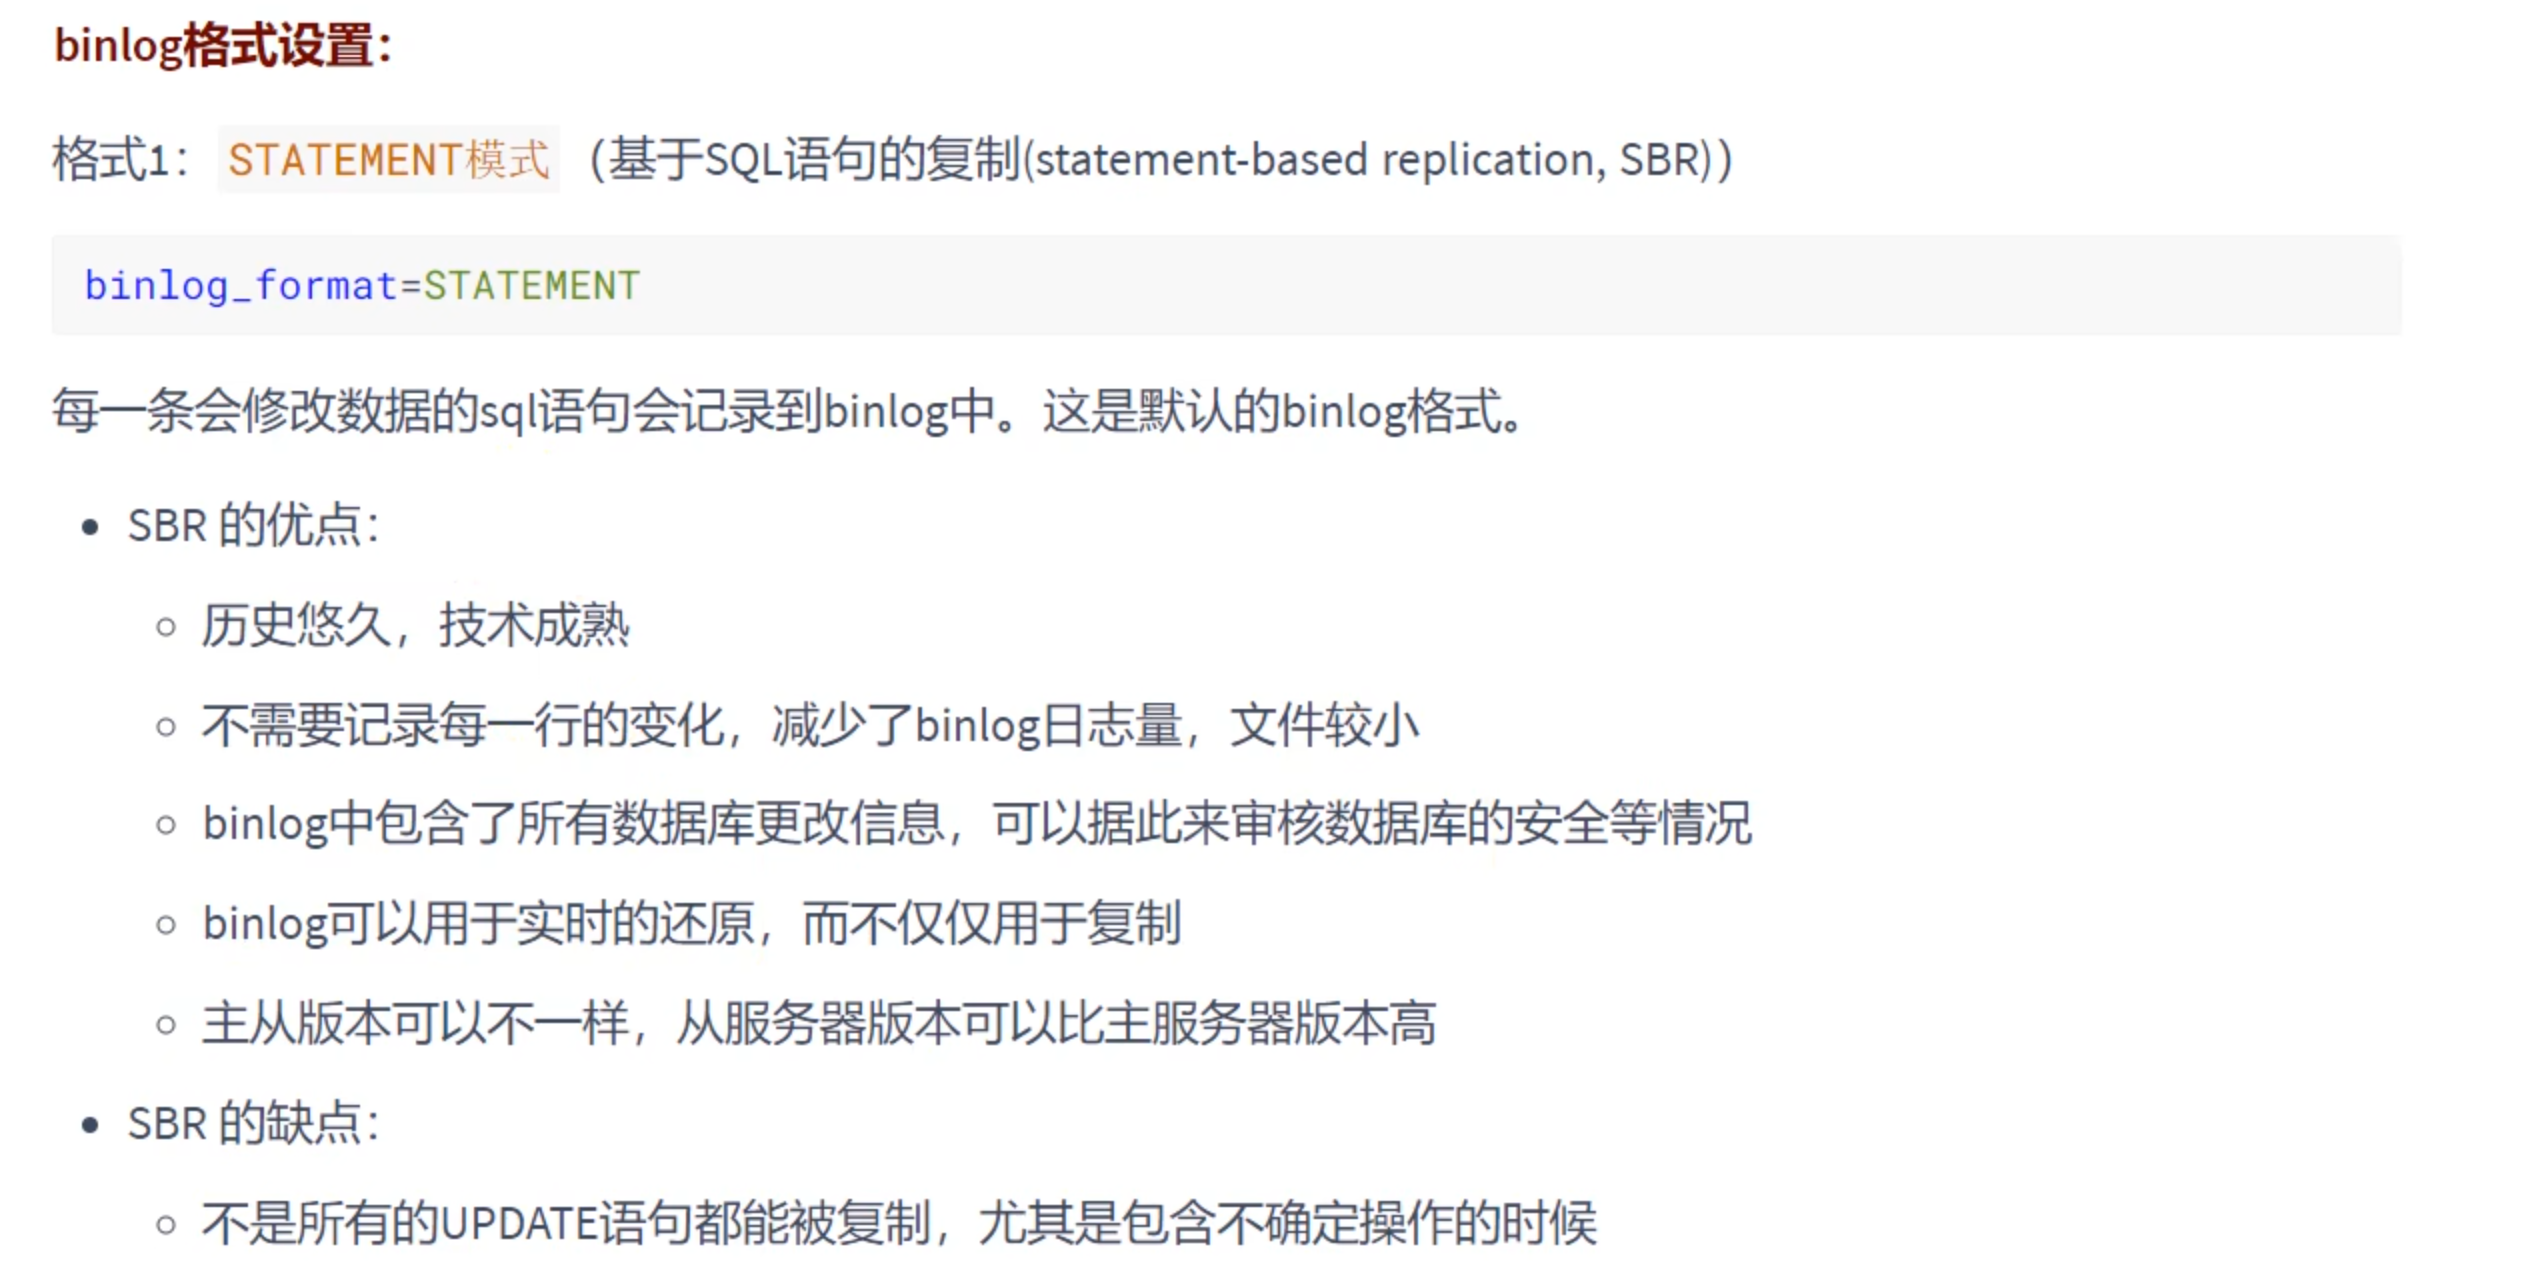 binlog格式设置：
格式1： STATEMENT模式 （基于SQL语句的复制(statement-based replication, SBR)）
binlog_format=STATEMENT
每一条会修改数据的sql语句会记录到binlog中。这是默认的binlog格式。
SBR 的优点：
历史悠久，技术成熟
不需要记录每一行的变化，减少了binlog日志量，文件较小
binlog中包含了所有数据库更改信息，可以据此来审核数据库的安全等情况
binlog可以用于实时的还原，而不仅仅用于复制
主从版本可以不一样，从服务器版本可以比主服务器版本高
SBR 的缺点：
不是所有的UPDATE语句都能被复制，尤其是包含不确定操作的时候